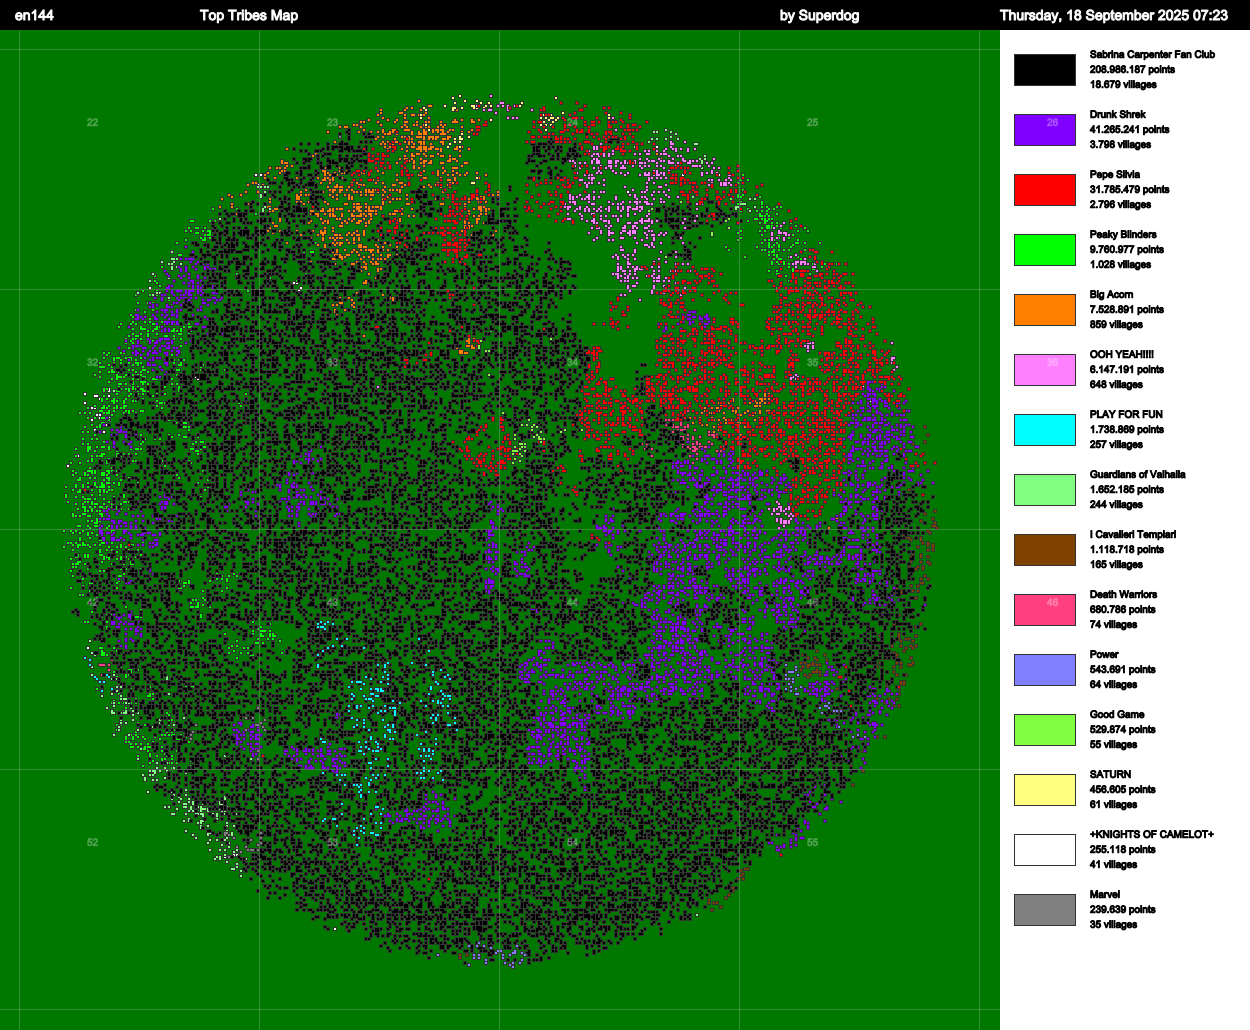 en144 Top Tribes Map by Superdog Thursday, 18 September 2025 07:23
Sabrina Carpenter Fan Club
208.986.187 points
18.679 villages
Drunk Shrek
41.265.241 points
3.798 villages
Pepe Silvia
31.785.479 points
2.796 villages
Peaky Blinders
9.760.977 points
1.028 villages
Big Acorn
7.528.891 points
859 villages
OOH YEAH!!!!
6.147.191 points
648 villages
PLAY FOR FUN
1.738.869 points
257 villages
Guardians of Valhalla
1.652.185 points
244 villages
I Cavalieri Templari
1.118.718 points
165 villages
Death Warriors
680.786 points
74 villages
Power
543.691 points
64 villages
Good Game
529.874 points
55 villages
SATURN
456.605 points
61 villages
+KNIGHTS OF CAMELOT+
255.118 points
41 villages
Marvel
239.639 points
35 villages
22 23 24 25 26
32 33 34 35 36
42 43 44 45 46
52 53 54 55